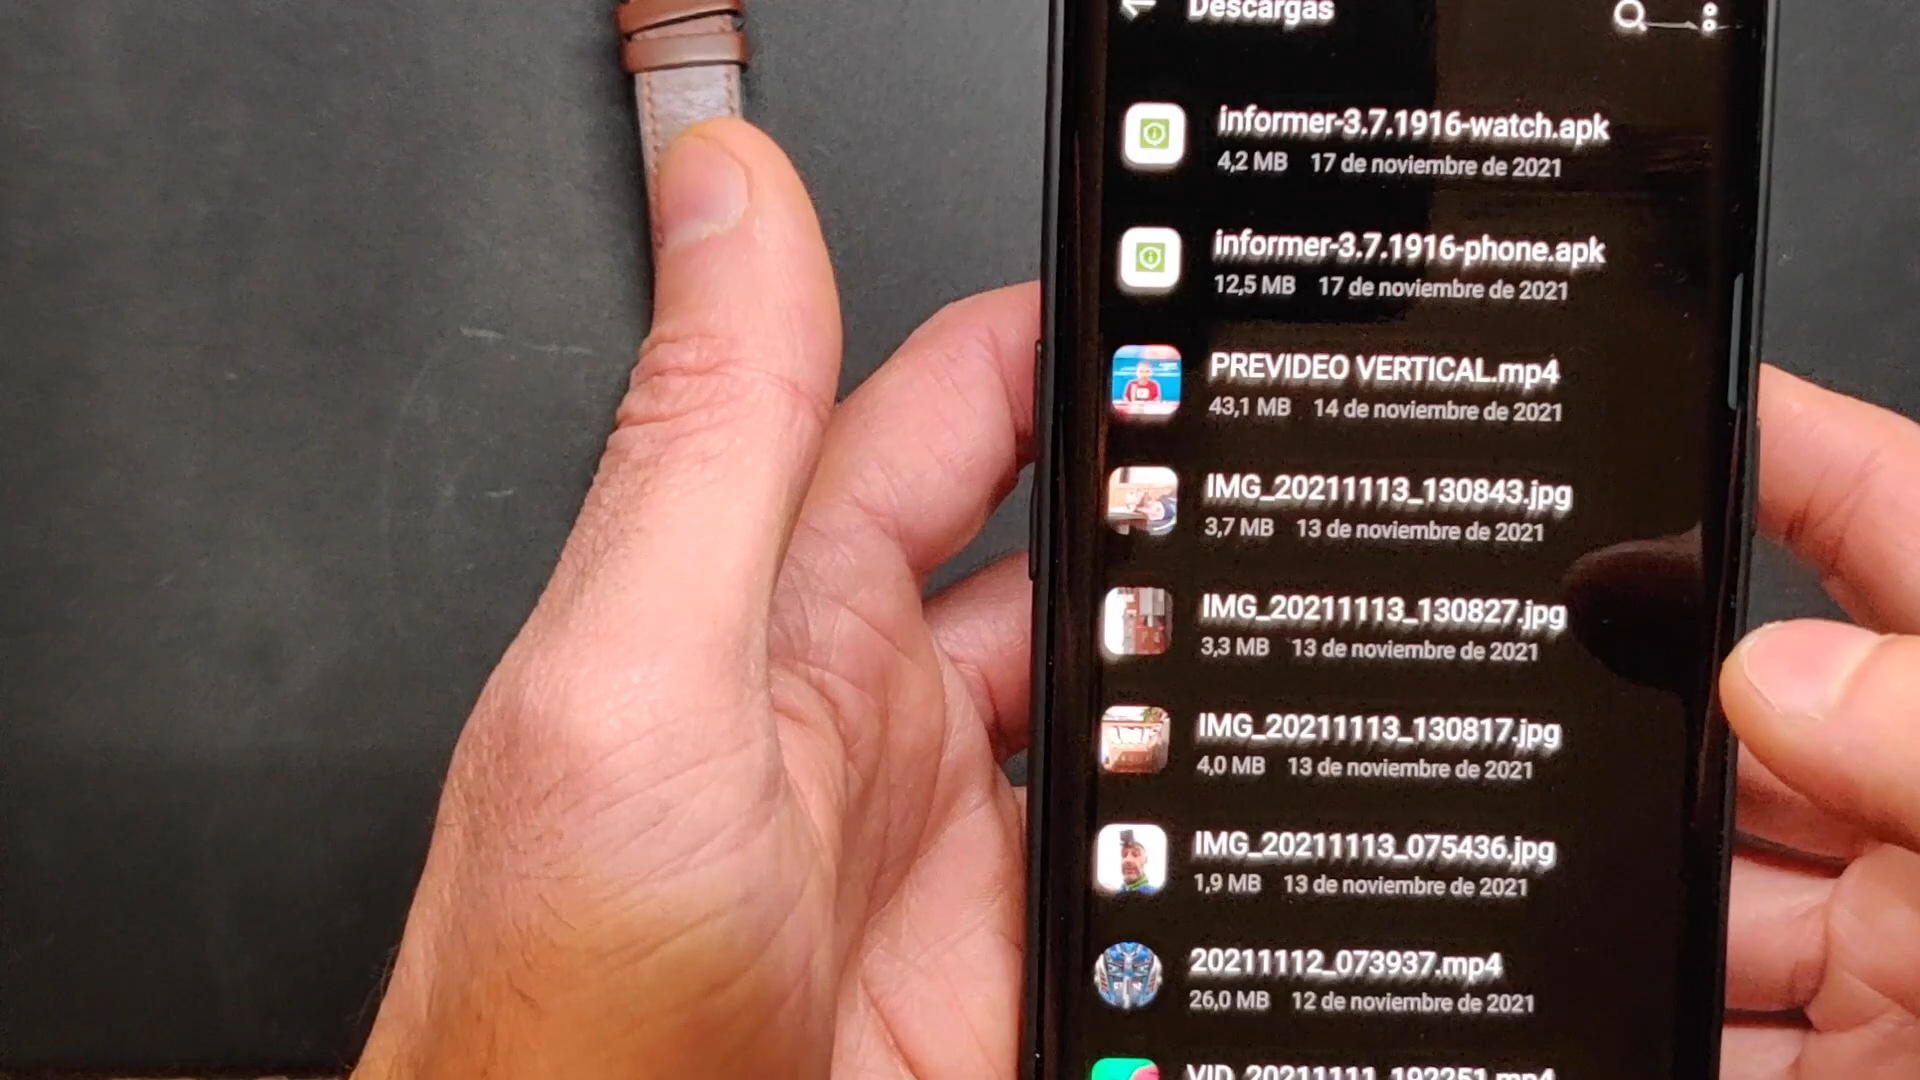 Descargas
informer-3.7.1916-watch.apk
4,2 MB 17 de noviembre de 2021
informer-3.7.1916-phone.apk
12,5 MB 17 de noviembre de 2021
PREVIDEO VERTICAL.mp4
43,1 MB 14 de noviembre de 2021
IMG_20211113_130843.jpg
3,7 MB 13 de noviembre de 2021
IMG_20211113_130827.jpg
3,3 MB 13 de noviembre de 2021
IMG_20211113_130817.jpg
4,0 MB 13 de noviembre de 2021
IMG_20211113_075436.jpg
1,9 MB 13 de noviembre de 2021
20211112_073937.mp4
26,0 MB 12 de noviembre de 2021
VID_20211111_192251.mp4